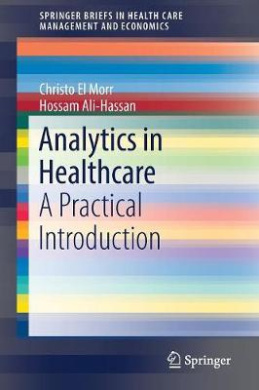 SPRINGER BRIEFS IN HEALTH CARE
MANAGEMENT AND ECONOMICS
Christo El Morr
Hossam Ali-Hassan
Analytics in
Healthcare
A Practical
Introduction
Springer